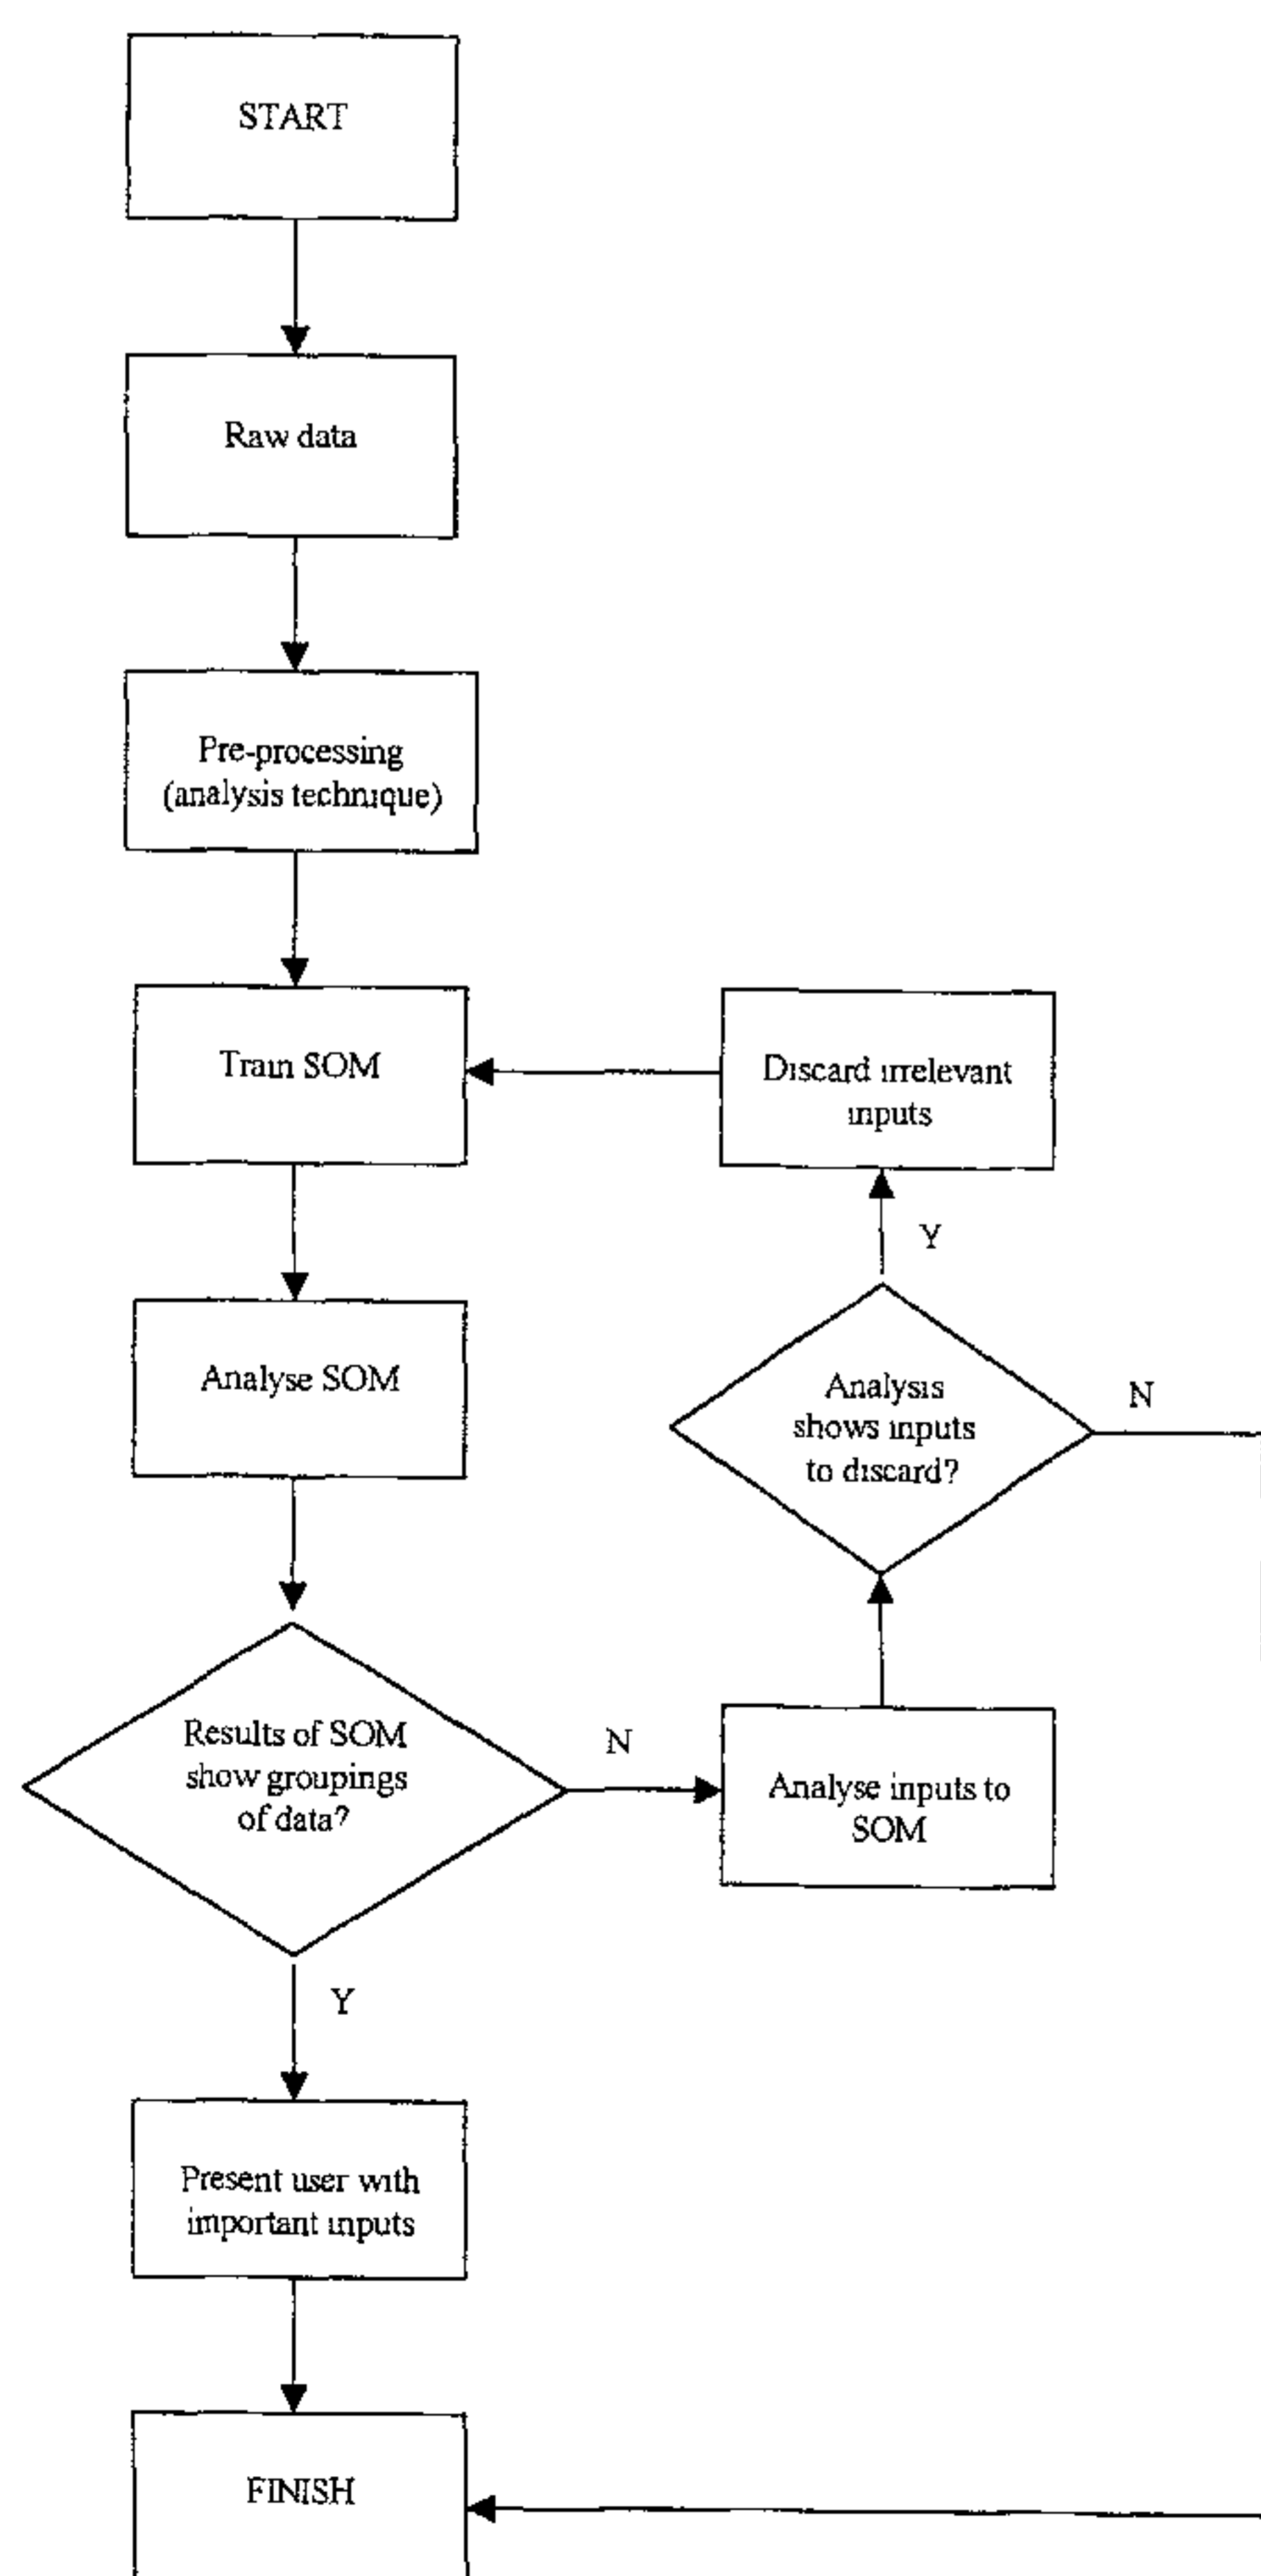 START
Raw data
Pre-processing
(analysis technique)
Train SOM
Discard irrelevant
inputs
Y
Analyse SOM
Analysis
shows inputs
to discard?
N
Results of SOM
show groupings
of data?
N
Analyse inputs to
SOM
Y
Present user with
important inputs
FINISH